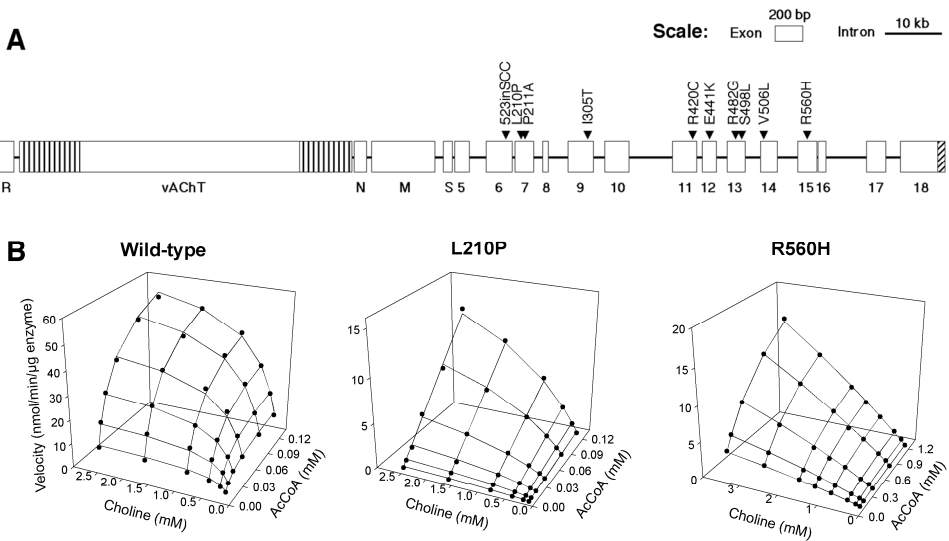 A
Scale: Exon 200 bp Intron 10 kb
523insCC L210P P211A I305T R420C E441K R482G S498L V506L R560H
R vAChT N M S 5 6 7 8 9 10 11 12 13 14 15 16 17 18
B
Wild-type L210P R560H
Velocity (nmol/min/µg enzyme)
60 50 40 30 20 10 0
2.5 2.0 1.5 1.0 0.5 0.0
Choline (mM)
0.00 0.03 0.06 0.09 0.12
AcCoA (mM)
15 10 5 0
2.5 2.0 1.5 1.0 0.5 0.0
Choline (mM)
0.00 0.03 0.06 0.09 0.12
AcCoA (mM)
20 15 10 5 0
3 2 1 0
Choline (mM)
0.0 0.3 0.6 0.9 1.2
AcCoA (mM)